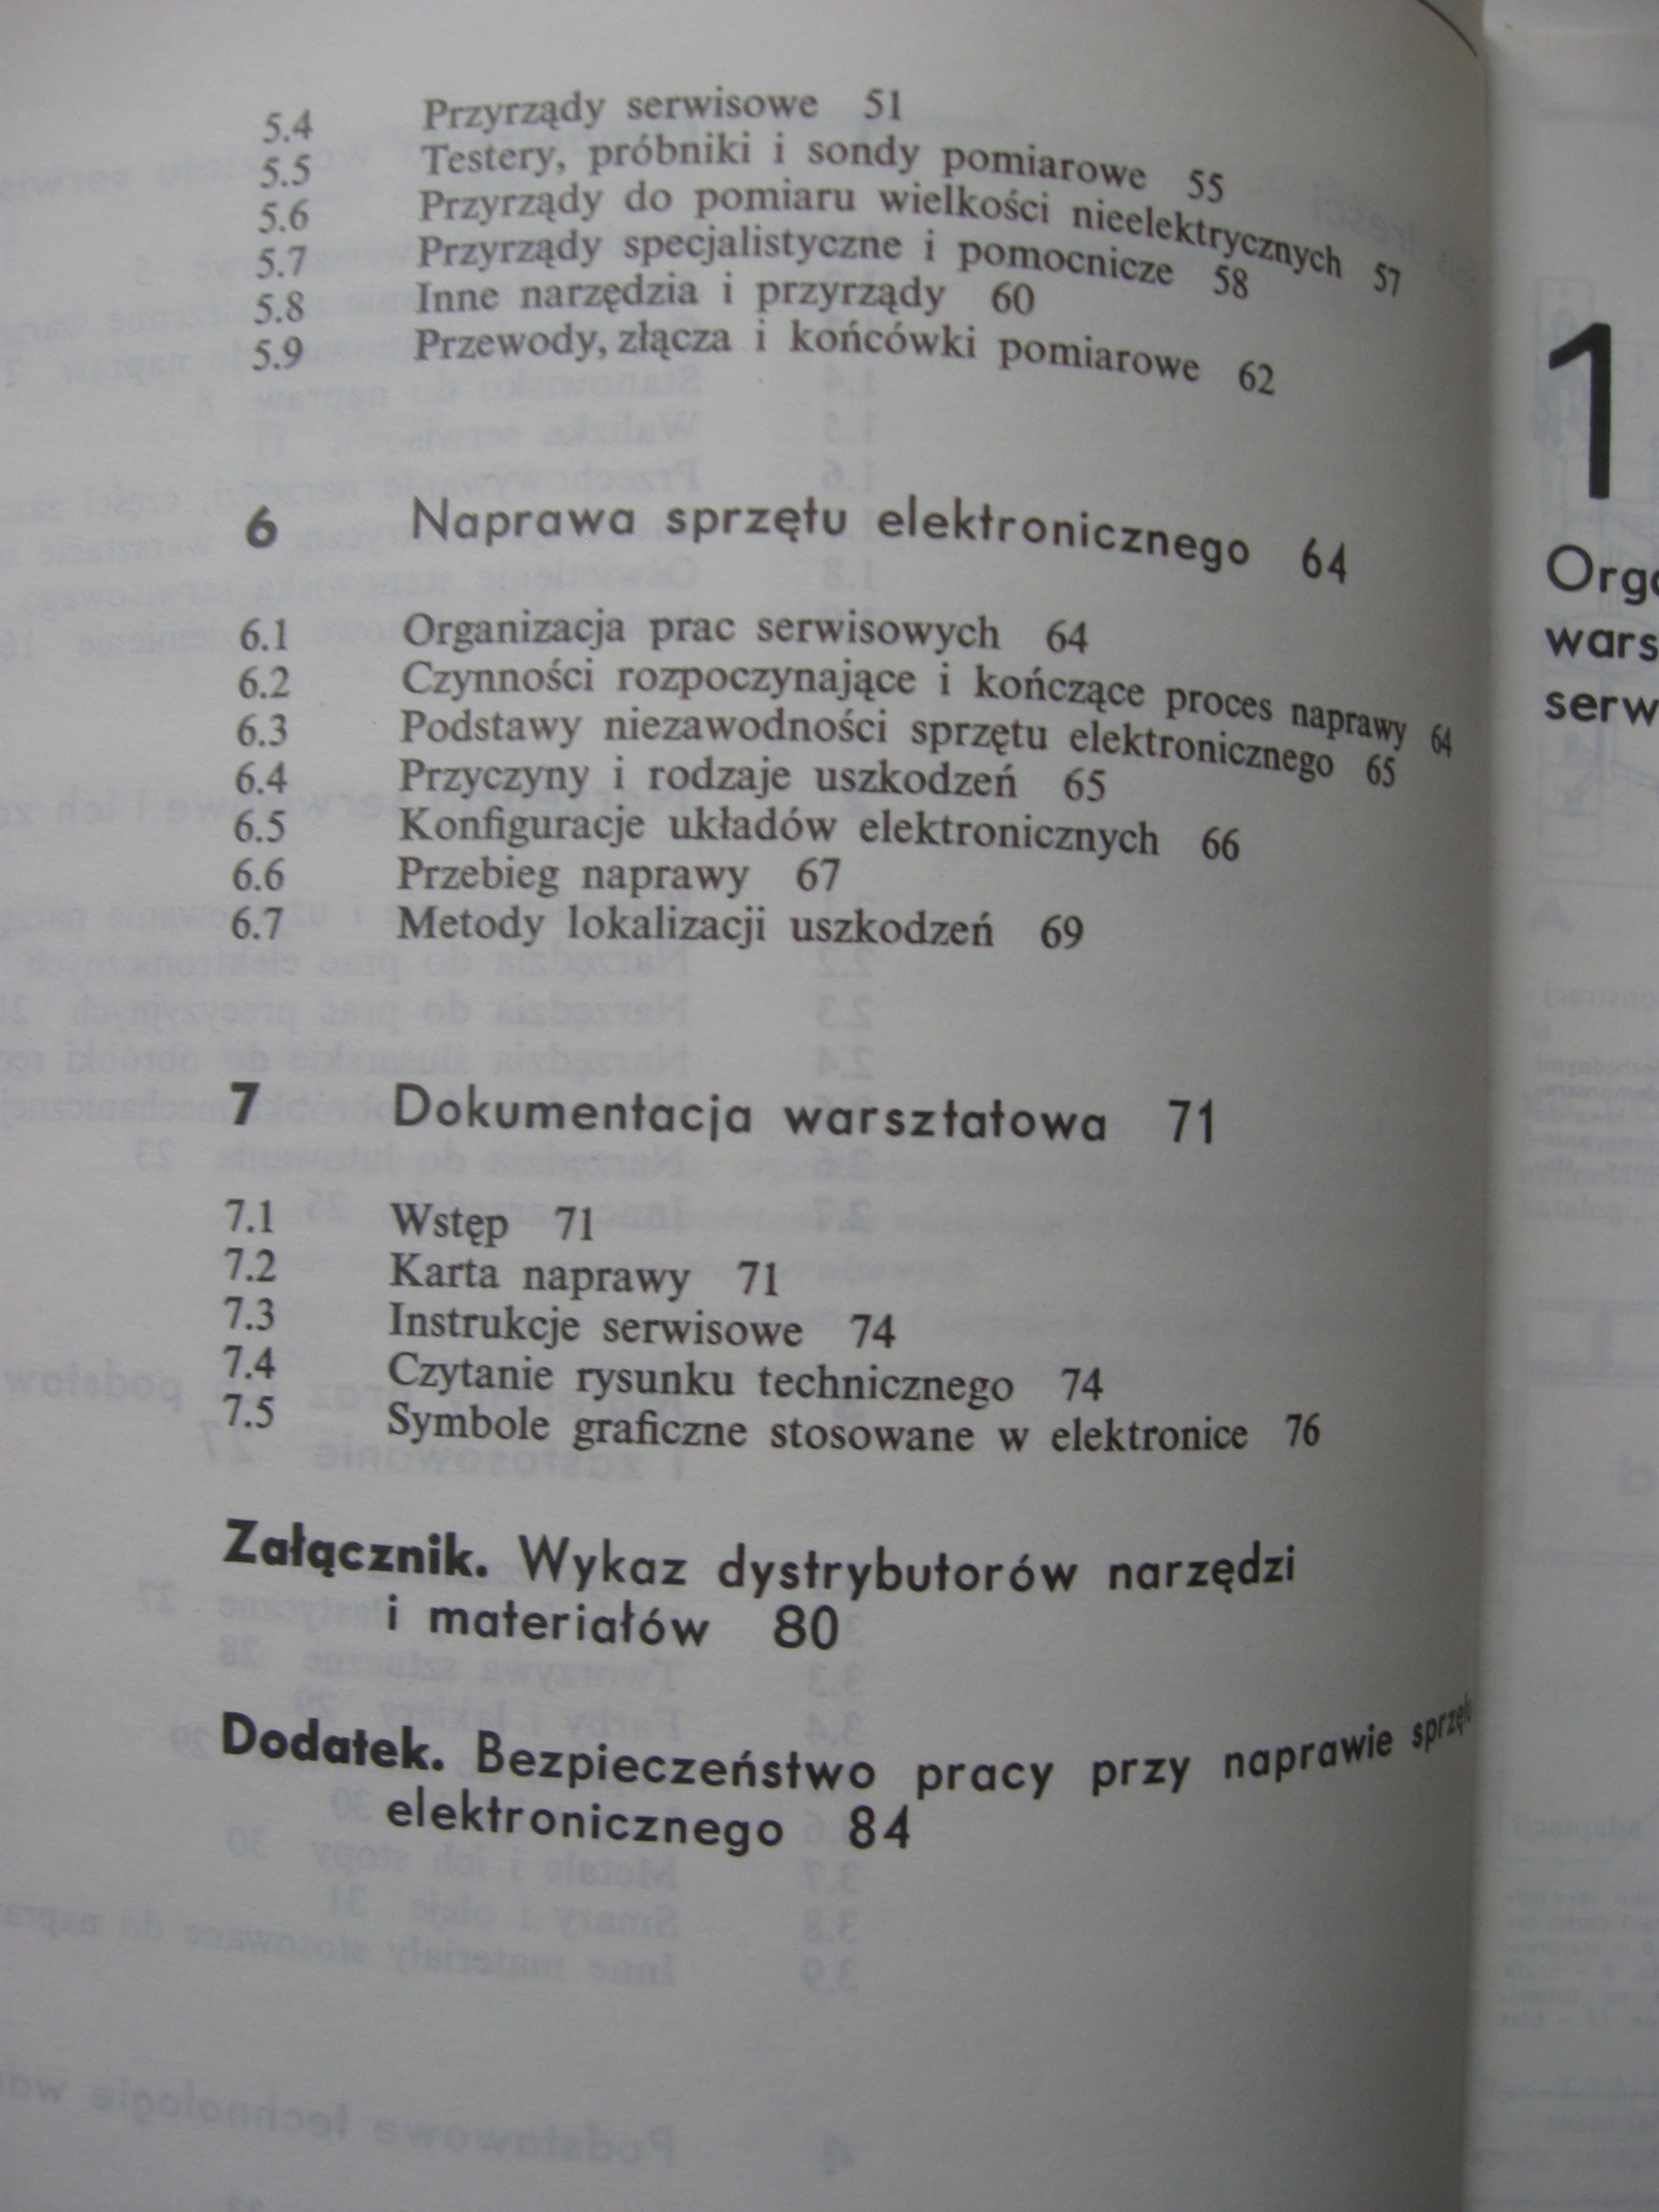 5.4 Przyrządy serwisowe 51
5.5 Testery, próbniki i sondy pomiarowe 55
5.6 Przyrządy do pomiaru wielkości nieelektrycznych 57
5.7 Przyrządy specjalistyczne i pomocnicze 58
5.8 Inne narzędzia i przyrządy 60
5.9 Przewody, złącza i końcówki pomiarowe 62
6 Naprawa sprzętu elektronicznego 64
6.1 Organizacja prac serwisowych 64
6.2 Czynności rozpoczynające i kończące proces naprawy 64
6.3 Podstawy niezawodności sprzętu elektronicznego 65
6.4 Przyczyny i rodzaje uszkodzeń 65
6.5 Konfiguracje układów elektronicznych 66
6.6 Przebieg naprawy 67
6.7 Metody lokalizacji uszkodzeń 69
7 Dokumentacja warsztatowa 71
7.1 Wstęp 71
7.2 Karta naprawy 71
7.3 Instrukcje serwisowe 74
7.4 Czytanie rysunku technicznego 74
7.5 Symbole graficzne stosowane w elektronice 76
Załącznik. Wykaz dystrybutorów narzędzi
i materiałów 80
Dodatek. Bezpieczeństwo pracy przy naprawie sprzętu
elektronicznego 84
1